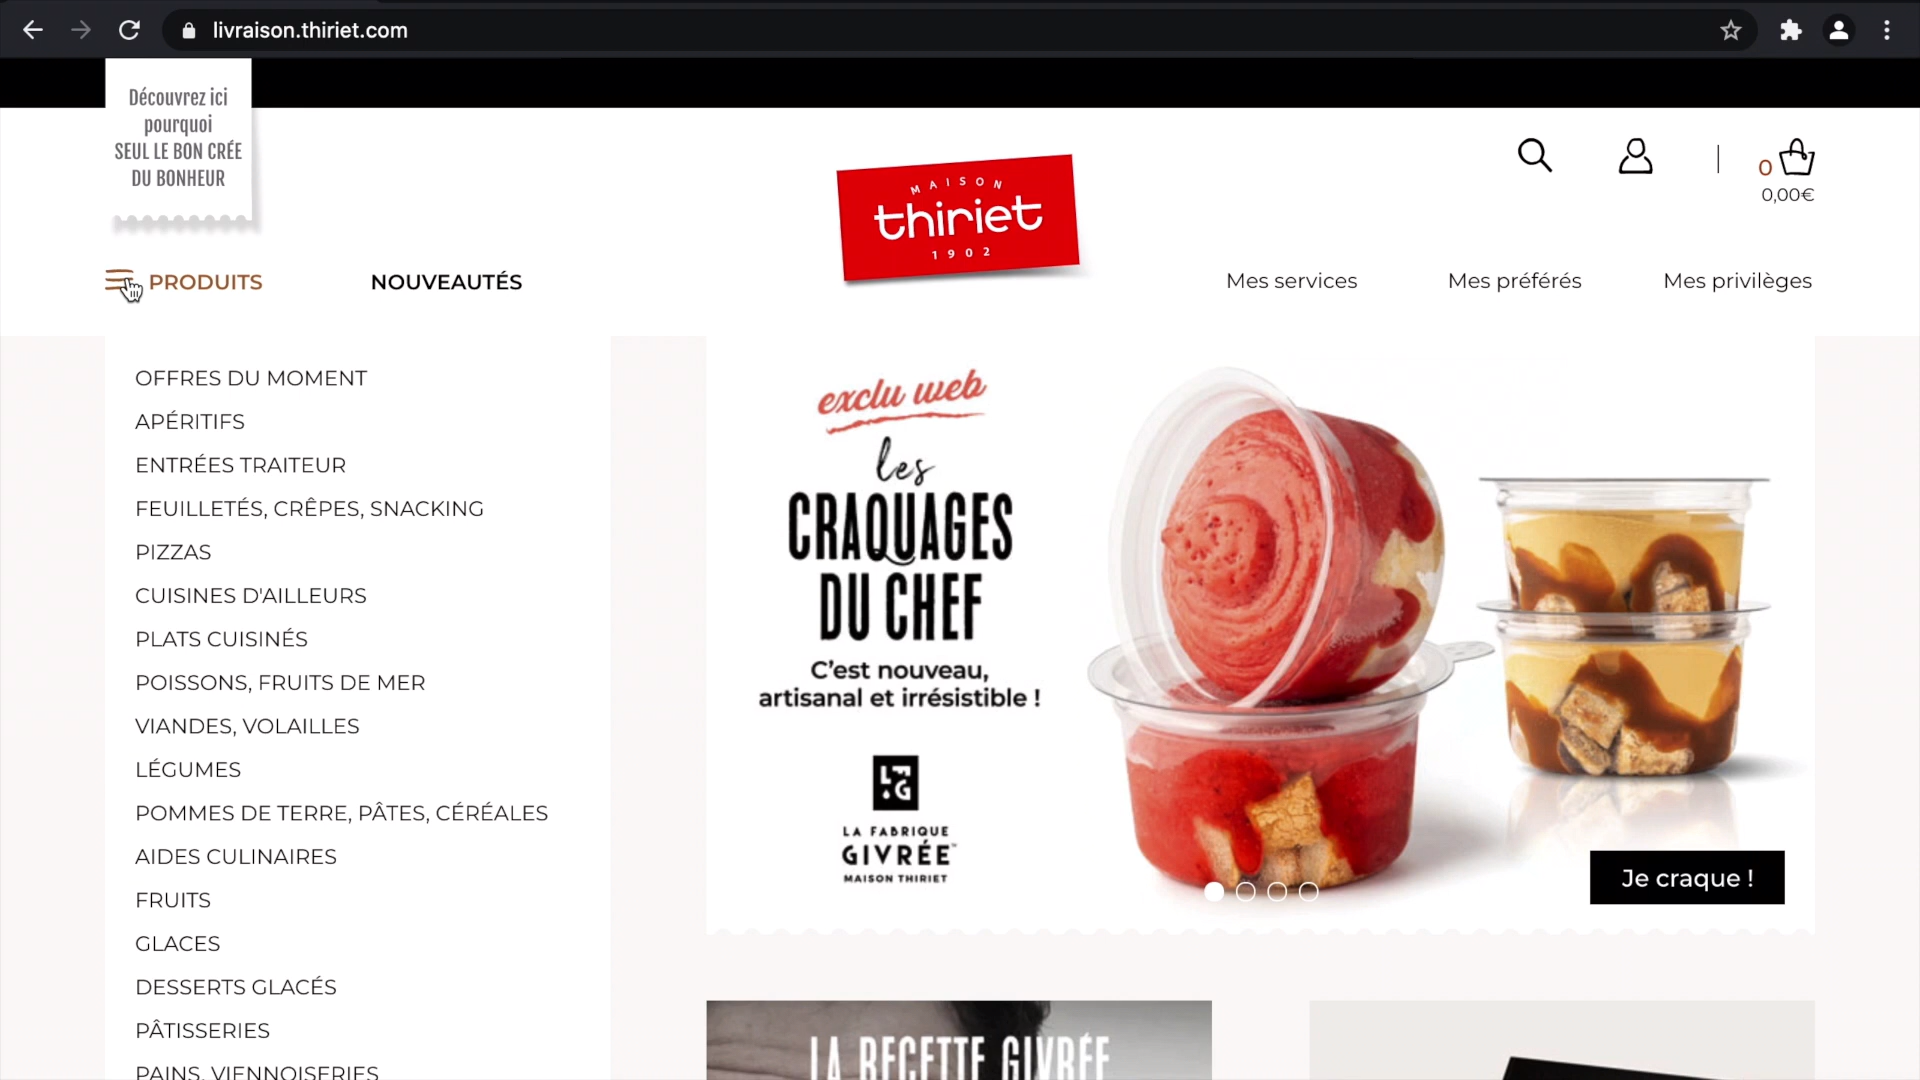 livraison.thiriet.com
Découvrez ici
pourquoi
SEUL LE BON CRÉE
DU BONHEUR
MAISON
thiriet
1902
0
0,00€
PRODUITS
NOUVEAUTÉS
Mes services
Mes préférés
Mes privilèges
OFFRES DU MOMENT
APÉRITIFS
ENTRÉES TRAITEUR
FEUILLETÉS, CRÊPES, SNACKING
PIZZAS
CUISINES D'AILLEURS
PLATS CUISINÉS
POISSONS, FRUITS DE MER
VIANDES, VOLAILLES
LÉGUMES
POMMES DE TERRE, PÂTES, CÉRÉALES
AIDES CULINAIRES
FRUITS
GLACES
DESSERTS GLACÉS
PÂTISSERIES
PAINS, VIENNOISERIES
exclu web
les
CRAQUAGES
DU CHEF
C'est nouveau,
artisanal et irrésistible !
LFG
LA FABRIQUE
GIVRÉE™
MAISON THIRIET
Je craque !
LA RECETTE GIVRÉE